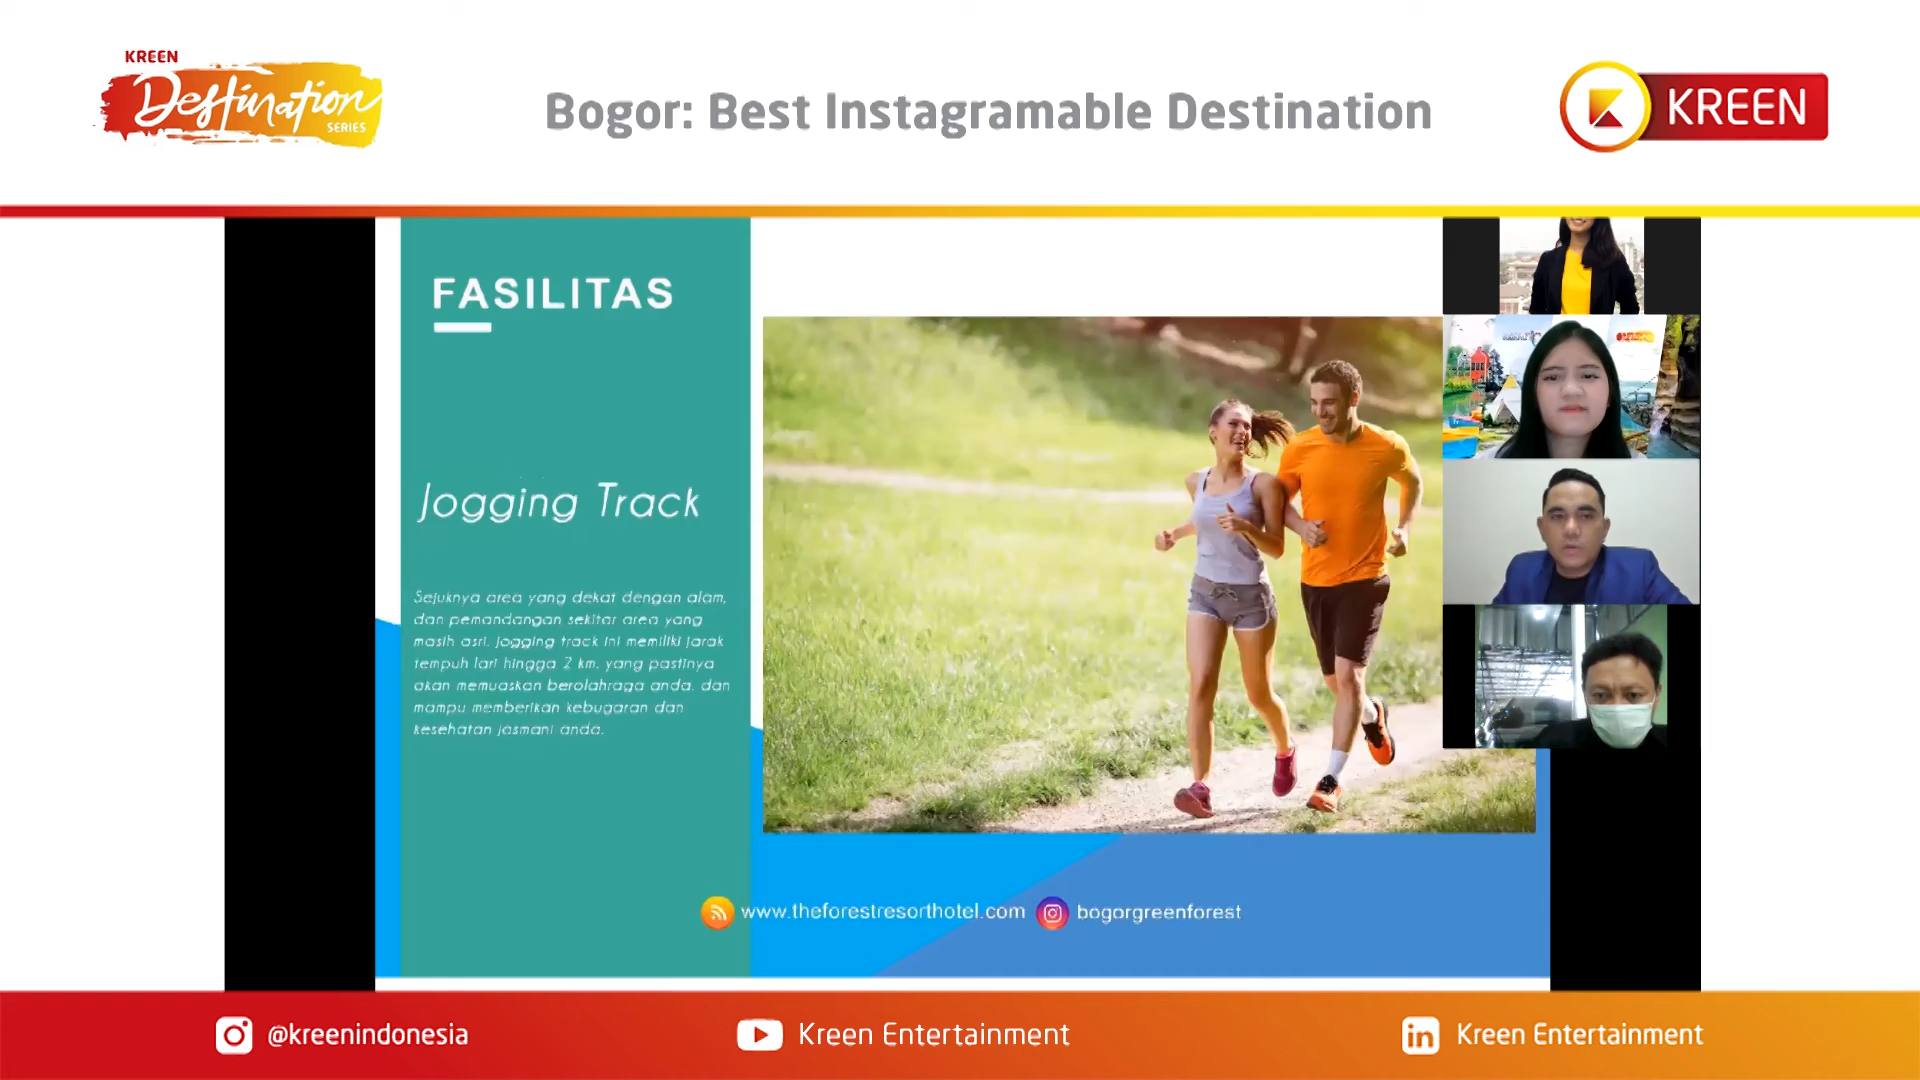 KREEN
Destination
SERIES
Bogor: Best Instagramable Destination
KREEN
FASILITAS
Jogging Track
Sejuknya area yang dekat dengan alam,
dan pemandangan sekitar area yang
masih asri. jogging track ini memiliki jarak
tempuh lari hingga 2 km. yang pastinya
akan memuaskan berolahraga anda. dan
mampu memberikan kebugaran dan
kesehatan jasmani anda.
www.theforestresorthotel.com
bogorgreenforest
@kreenindonesia
Kreen Entertainment
Kreen Entertainment